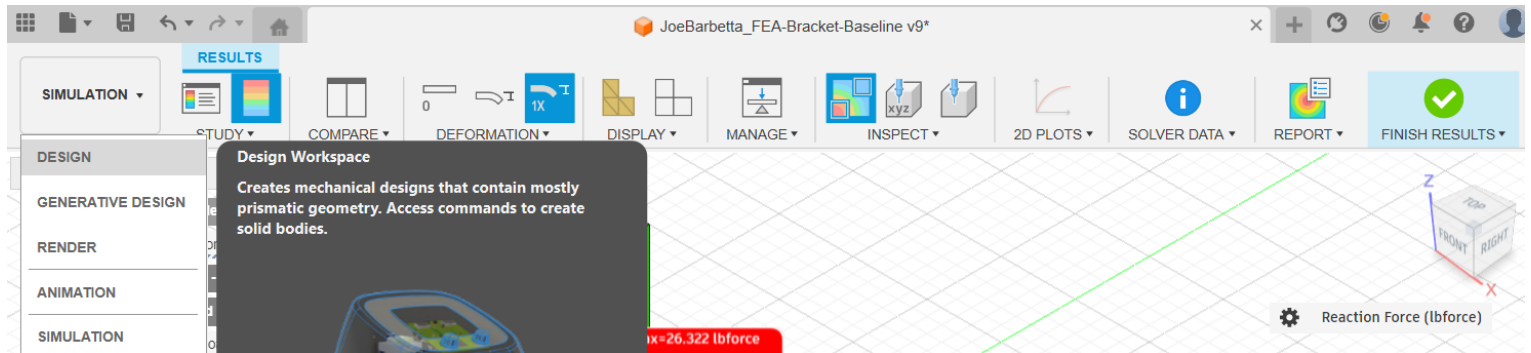 JoeBarbetta_FEA-Bracket-Baseline v9*
RESULTS
SIMULATION
0
1X
xyz
STUDY
COMPARE
DEFORMATION
DISPLAY
MANAGE
INSPECT
2D PLOTS
SOLVER DATA
REPORT
FINISH RESULTS
DESIGN
GENERATIVE DESIGN
RENDER
ANIMATION
SIMULATION
Design Workspace
Creates mechanical designs that contain mostly
prismatic geometry. Access commands to create
solid bodies.
x=26.322 lbforce
Z
TOP
FRONT
RIGHT
X
Reaction Force (lbforce)